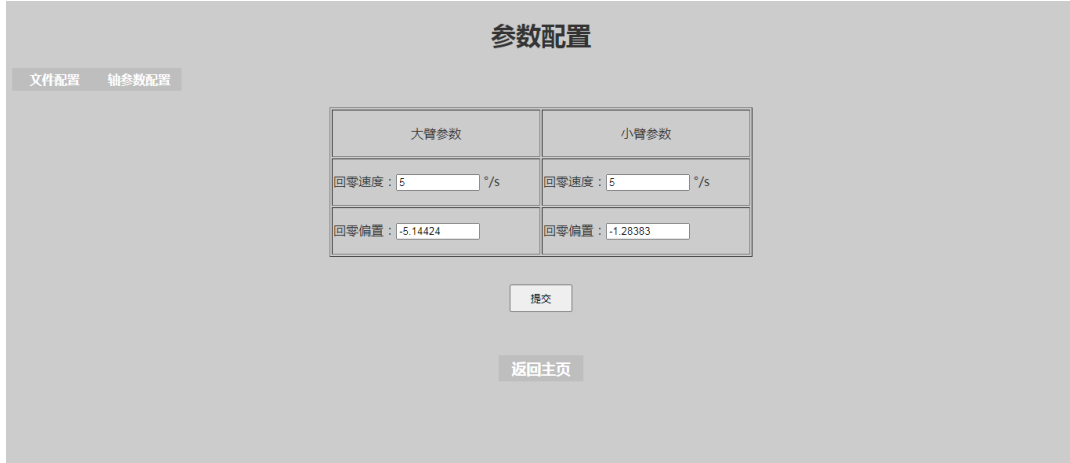 参数配置
文件配置 轴参数配置
大臂参数 小臂参数
回零速度：5 °/s 回零速度：5 °/s
回零偏置：-5.14424 回零偏置：-1.28383
提交
返回主页